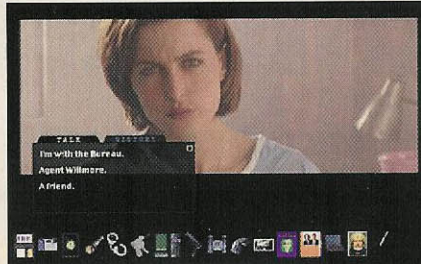 TALK HISTORY
I'm with the Bureau.
Agent Willmore.
A friend.